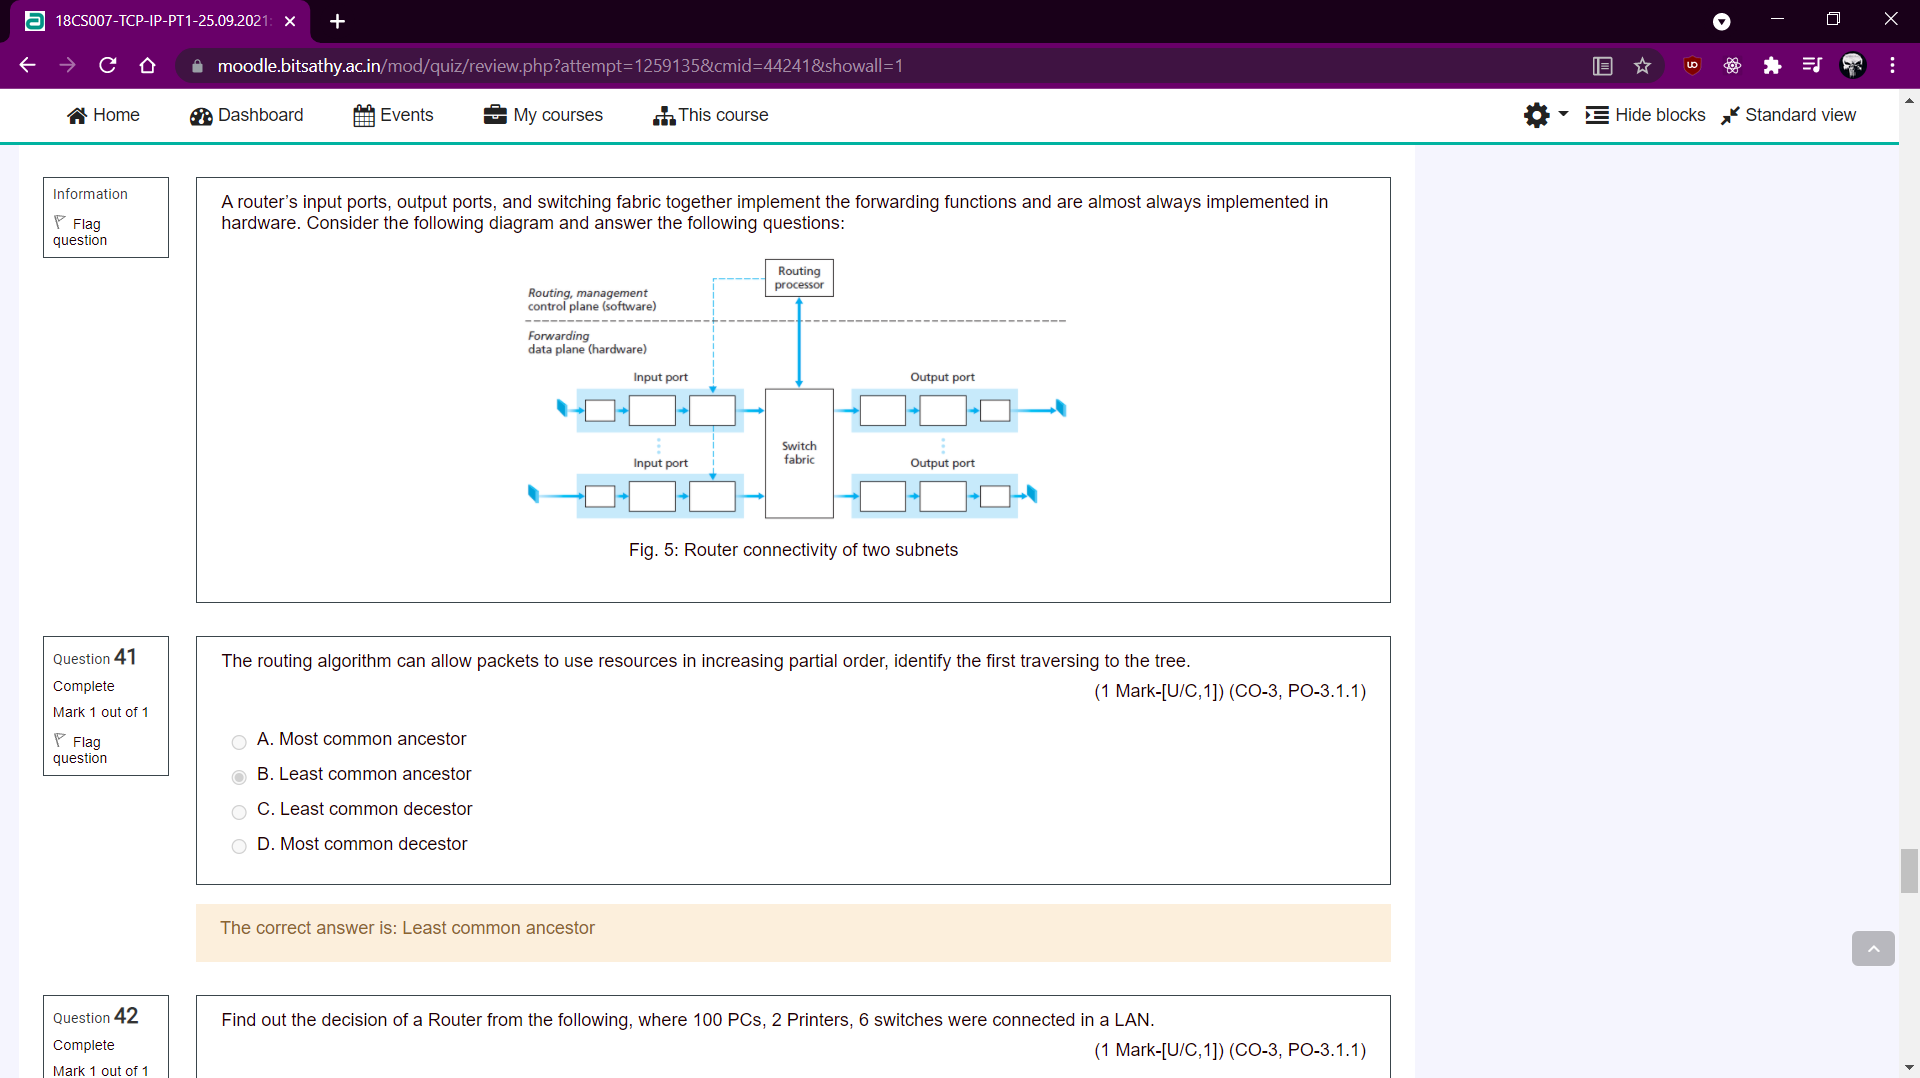 18CS007-TCP-IP-PT1-25.09.2021
moodle.bitsathy.ac.in/mod/quiz/review.php?attempt=1259135&cmid=44241&showall=1
Home Dashboard Events My courses This course Hide blocks Standard view
Information
Flag
question
A router’s input ports, output ports, and switching fabric together implement the forwarding functions and are almost always implemented in
hardware. Consider the following diagram and answer the following questions:
Routing
processor
Routing, management
control plane (software)
Forwarding
data plane (hardware)
Input port
Output port
Switch
fabric
Input port
Output port
Fig. 5: Router connectivity of two subnets
Question 41
Complete
Mark 1 out of 1
Flag
question
The routing algorithm can allow packets to use resources in increasing partial order, identify the first traversing to the tree.
(1 Mark-[U/C,1]) (CO-3, PO-3.1.1)
A. Most common ancestor
B. Least common ancestor
C. Least common decestor
D. Most common decestor
The correct answer is: Least common ancestor
Question 42
Complete
Mark 1 out of 1
Find out the decision of a Router from the following, where 100 PCs, 2 Printers, 6 switches were connected in a LAN.
(1 Mark-[U/C,1]) (CO-3, PO-3.1.1)